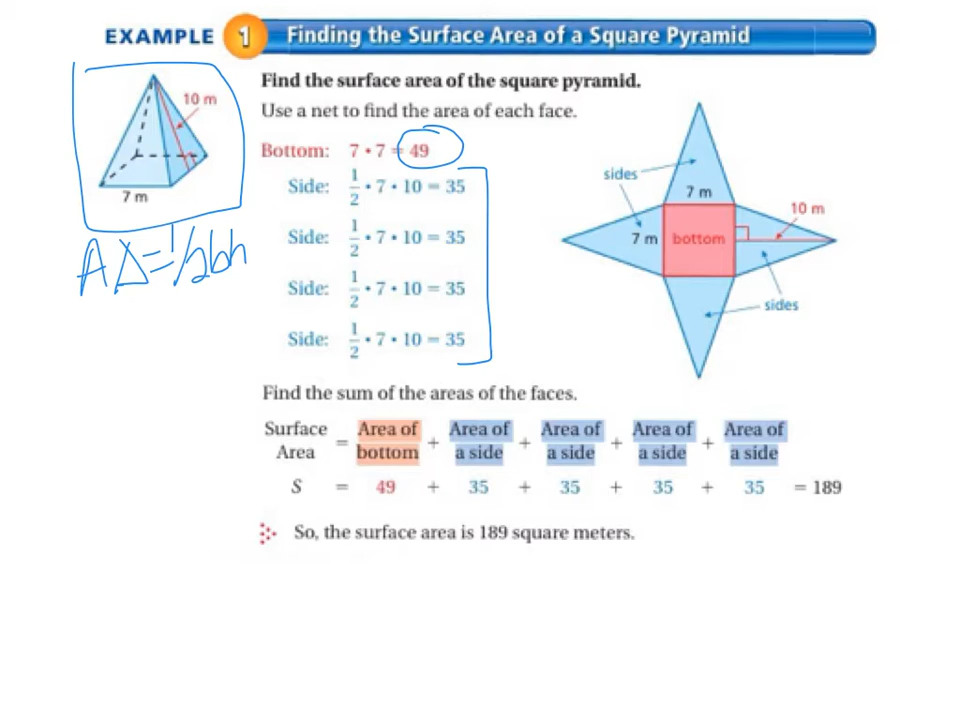 EXAMPLE 1 Finding the Surface Area of a Square Pyramid
Find the surface area of the square pyramid.
Use a net to find the area of each face.
10 m
7 m
A△=1/2bh
Bottom: 7 • 7 = 49
Side: 1/2 • 7 • 10 = 35
Side: 1/2 • 7 • 10 = 35
Side: 1/2 • 7 • 10 = 35
Side: 1/2 • 7 • 10 = 35
sides
7 m
10 m
7 m
bottom
sides
Find the sum of the areas of the faces.
Surface Area = Area of bottom + Area of a side + Area of a side + Area of a side + Area of a side
S = 49 + 35 + 35 + 35 + 35 = 189
So, the surface area is 189 square meters.